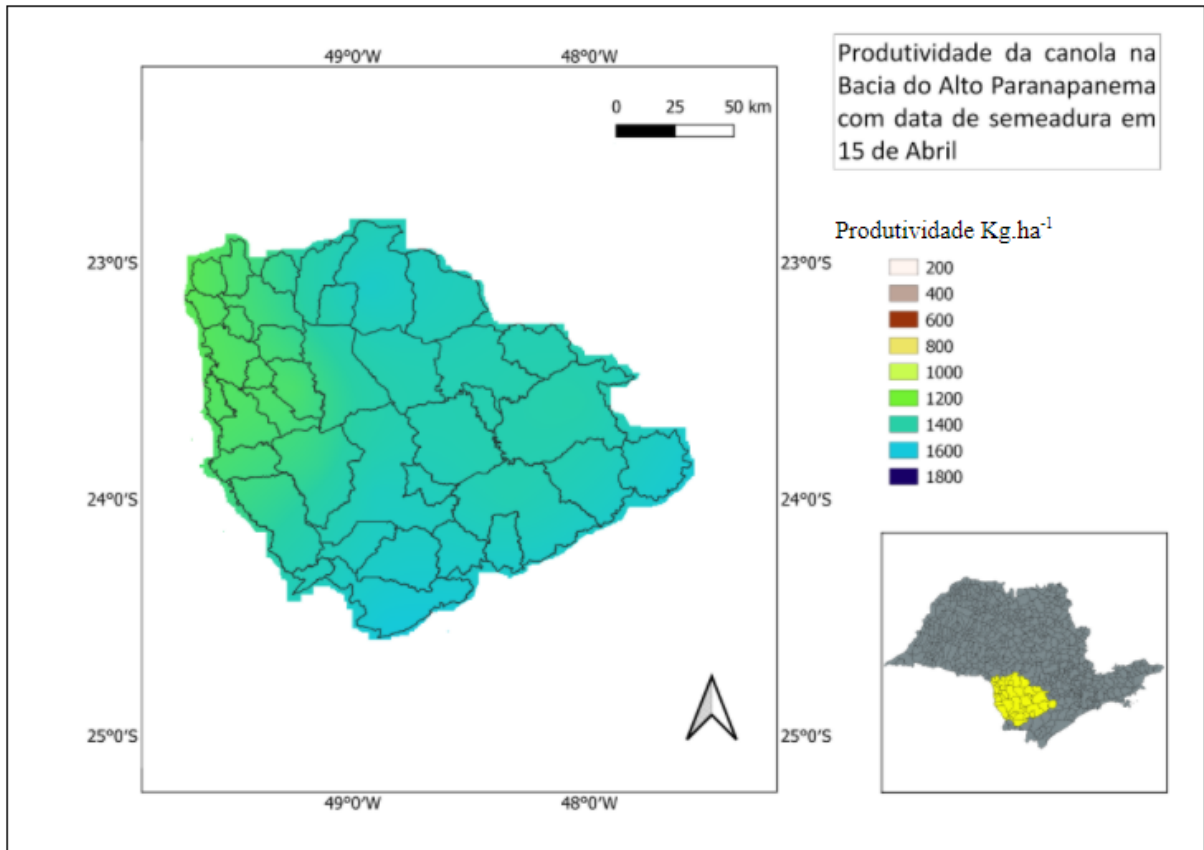 49°0'W 48°0'W
Produtividade da canola na
Bacia do Alto Paranapanema
com data de semeadura em
15 de Abril
0 25 50 km
Produtividade Kg.ha⁻¹
23°0'S 23°0'S
200
400
600
800
1000
1200
1400
1600
1800
24°0'S 24°0'S
25°0'S 25°0'S
49°0'W 48°0'W